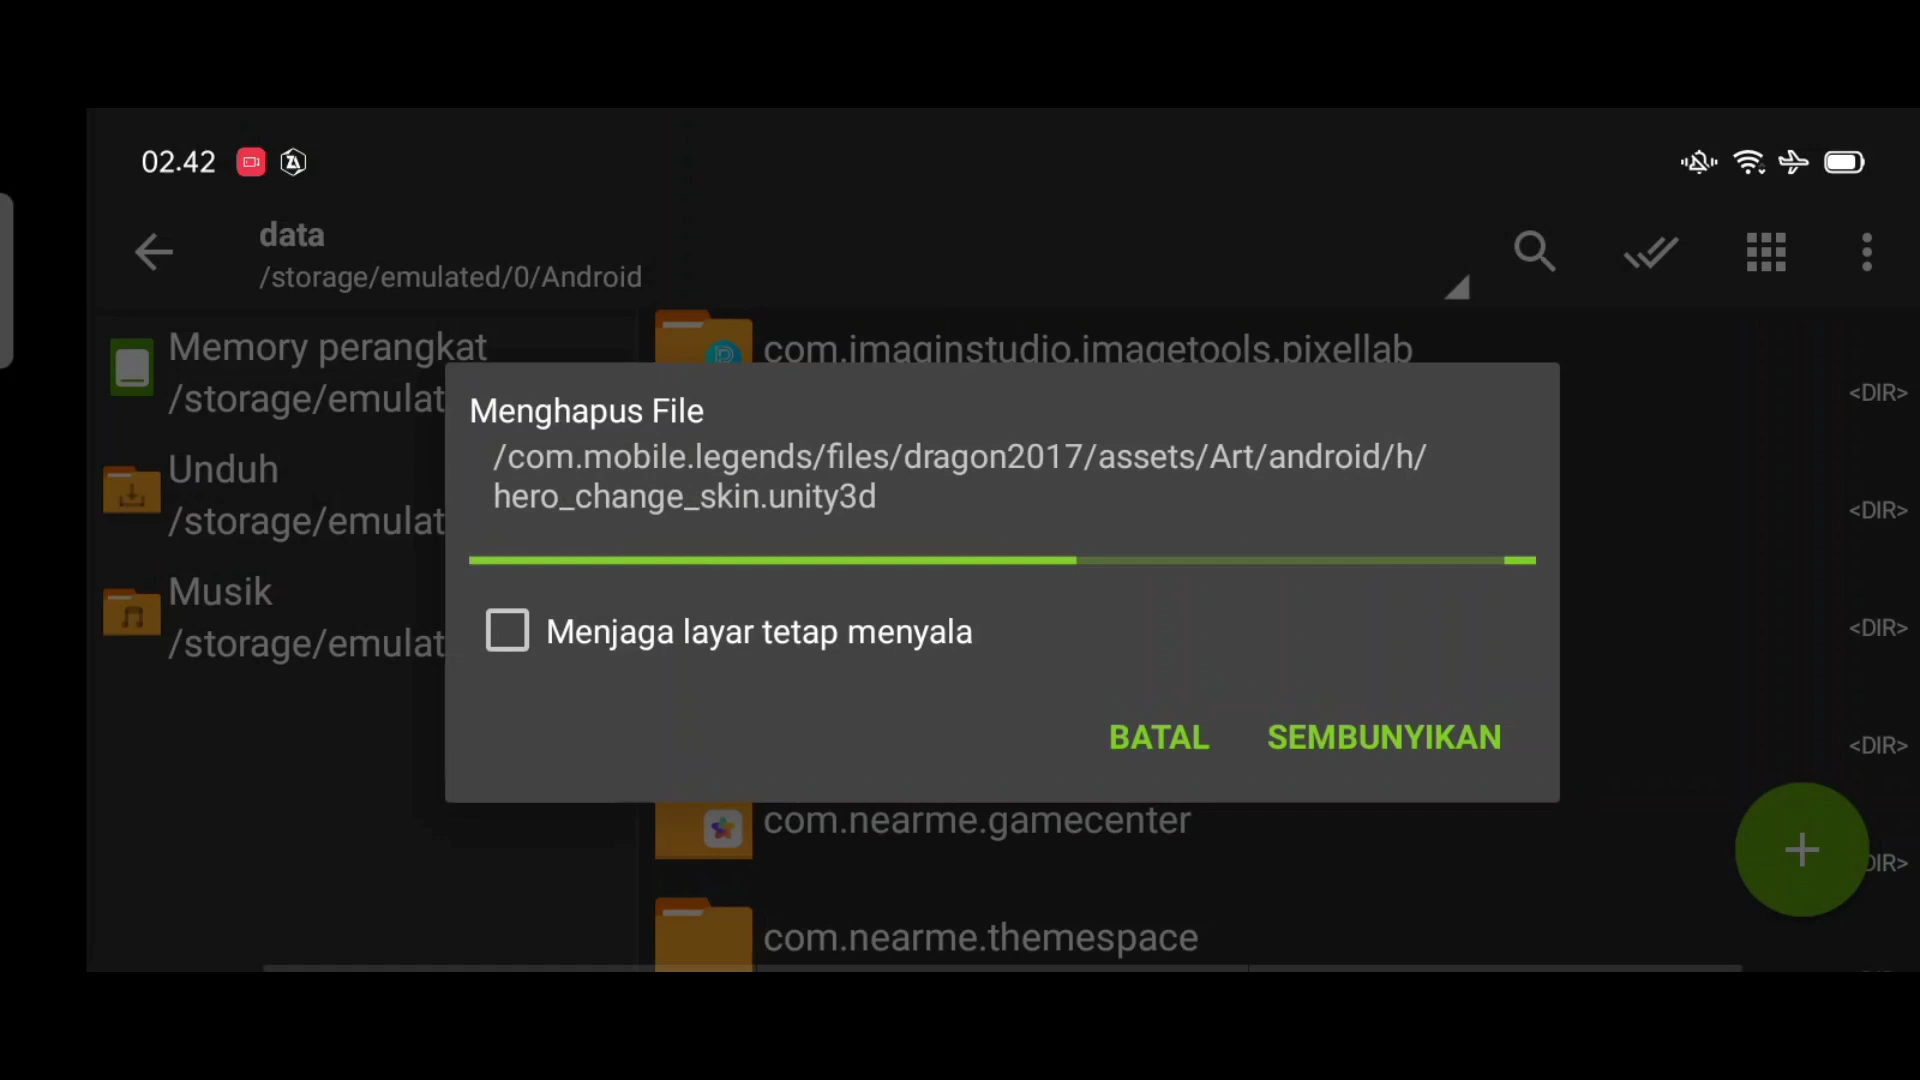 02.42
data
/storage/emulated/0/Android
Memory perangkat
/storage/emulat
Unduh
/storage/emulat
Musik
/storage/emulat
com.imaginstudio.imagetools.pixellab
<DIR>
<DIR>
<DIR>
<DIR>
Menghapus File
/com.mobile.legends/files/dragon2017/assets/Art/android/h/
hero_change_skin.unity3d
Menjaga layar tetap menyala
BATAL SEMBUNYIKAN
com.nearme.gamecenter
DIR>
com.nearme.themespace